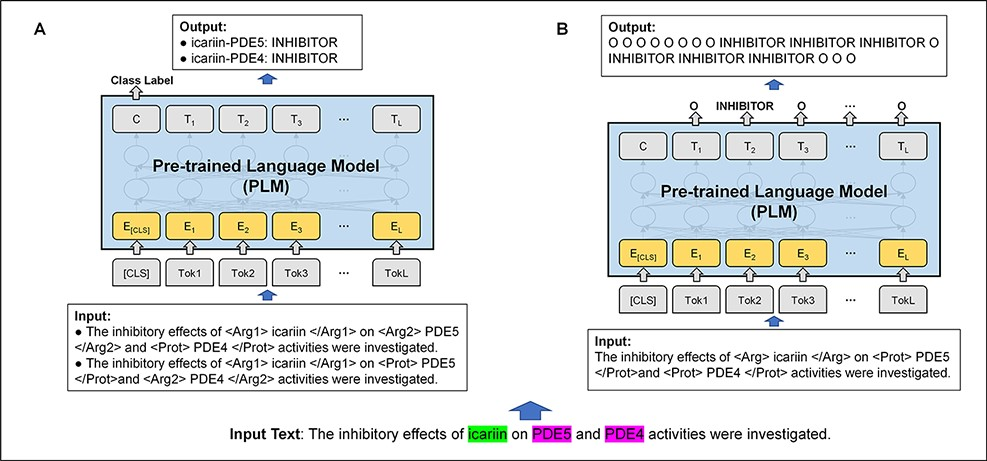 A
Output:
● icariin-PDE5: INHIBITOR
● icariin-PDE4: INHIBITOR
Class Label
C T1 T2 T3 ... TL
Pre-trained Language Model
(PLM)
E[CLS] E1 E2 E3 ... EL
[CLS] Tok1 Tok2 Tok3 ... TokL
Input:
● The inhibitory effects of <Arg1> icariin </Arg1> on <Arg2> PDE5
</Arg2> and <Prot> PDE4 </Prot> activities were investigated.
● The inhibitory effects of <Arg1> icariin </Arg1> on <Prot> PDE5
</Prot>and <Arg2> PDE4 </Arg2> activities were investigated.
B
Output:
O O O O O O O O INHIBITOR INHIBITOR INHIBITOR O
INHIBITOR INHIBITOR INHIBITOR O O O
O INHIBITOR O ... O
C T1 T2 T3 ... TL
Pre-trained Language Model
(PLM)
E[CLS] E1 E2 E3 ... EL
[CLS] Tok1 Tok2 Tok3 ... TokL
Input:
The inhibitory effects of <Arg> icariin </Arg> on <Prot> PDE5
</Prot>and <Prot> PDE4 </Prot> activities were investigated.
Input Text: The inhibitory effects of icariin on PDE5 and PDE4 activities were investigated.